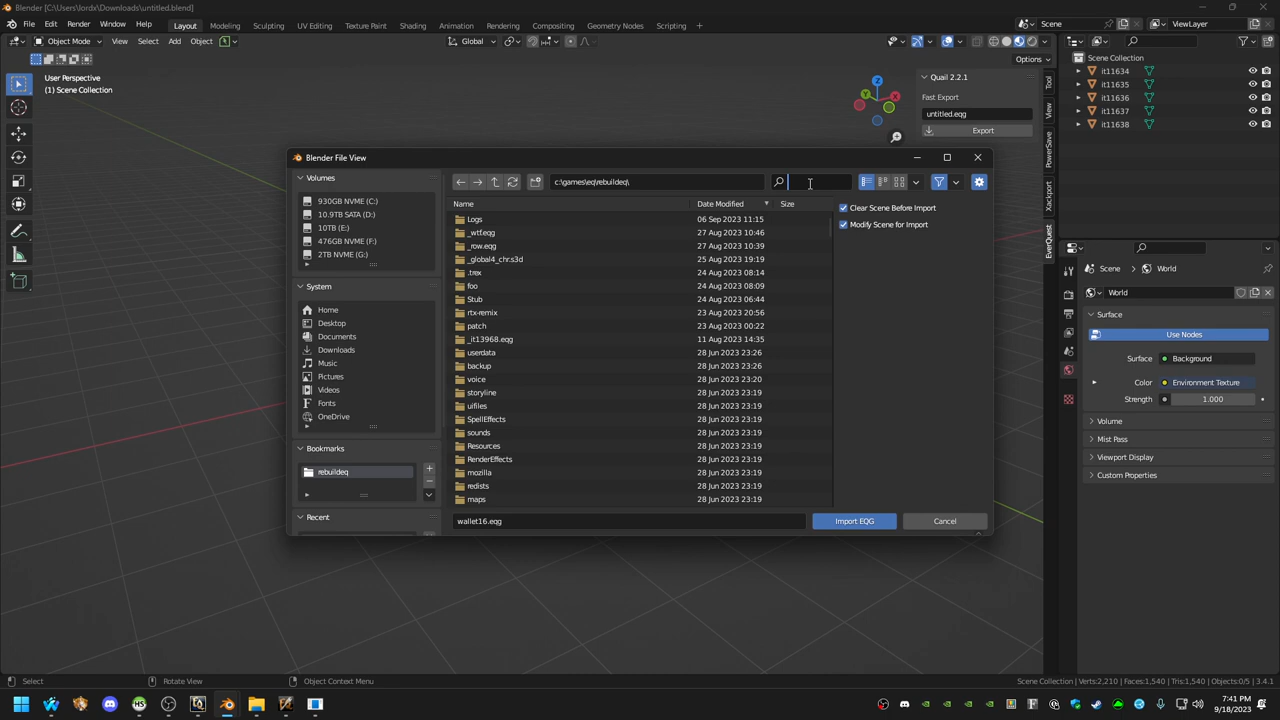 Blender [C:\Users\lordx\Downloads\untitled.blend]
File Edit Render Window Help Layout Modeling Sculpting UV Editing Texture Paint Shading Animation Rendering Compositing Geometry Nodes Scripting + Scene ViewLayer
Object Mode View Select Add Object Global
Options
User Perspective
(1) Scene Collection
Z
Y
X
Quail 2.2.1
Fast Export
untitled.eqg
Export
Tool
View
PowerSave
Xackport
EverQuest
Scene Collection
it11634
it11635
it11636
it11637
it11638
Blender File View
Volumes
930GB NVME (C:)
10.9TB SATA (D:)
10TB (E:)
476GB NVME (F:)
2TB NVME (G:)
System
Home
Desktop
Documents
Downloads
Music
Pictures
Videos
Fonts
OneDrive
Bookmarks
rebuildeq
Recent
c:\games\eq\rebuildeq\
Name Date Modified Size
Logs 06 Sep 2023 11:15
_wtf.eqg 27 Aug 2023 10:46
_row.eqg 27 Aug 2023 10:39
_global4_chr.s3d 25 Aug 2023 19:19
.trex 24 Aug 2023 08:14
foo 24 Aug 2023 08:09
Stub 24 Aug 2023 06:44
rtx-remix 23 Aug 2023 20:56
patch 23 Aug 2023 00:22
_it13968.eqg 11 Aug 2023 14:35
userdata 28 Jun 2023 23:26
backup 28 Jun 2023 23:26
voice 28 Jun 2023 23:20
storyline 28 Jun 2023 23:19
uifiles 28 Jun 2023 23:19
SpellEffects 28 Jun 2023 23:19
sounds 28 Jun 2023 23:19
Resources 28 Jun 2023 23:19
RenderEffects 28 Jun 2023 23:19
mozilla 28 Jun 2023 23:19
redists 28 Jun 2023 23:19
maps 28 Jun 2023 23:19
Clear Scene Before Import
Modify Scene for Import
wallet16.eqg Import EQG Cancel
Scene > World
World
Surface
Use Nodes
Surface Background
Color Environment Texture
Strength 1.000
Volume
Mist Pass
Viewport Display
Custom Properties
Select Rotate View Object Context Menu Scene Collection | Verts:2,210 | Faces:1,540 | Tris:1,540 | Objects:0/5 | 3.4.1
HS
7:41 PM
9/18/2023